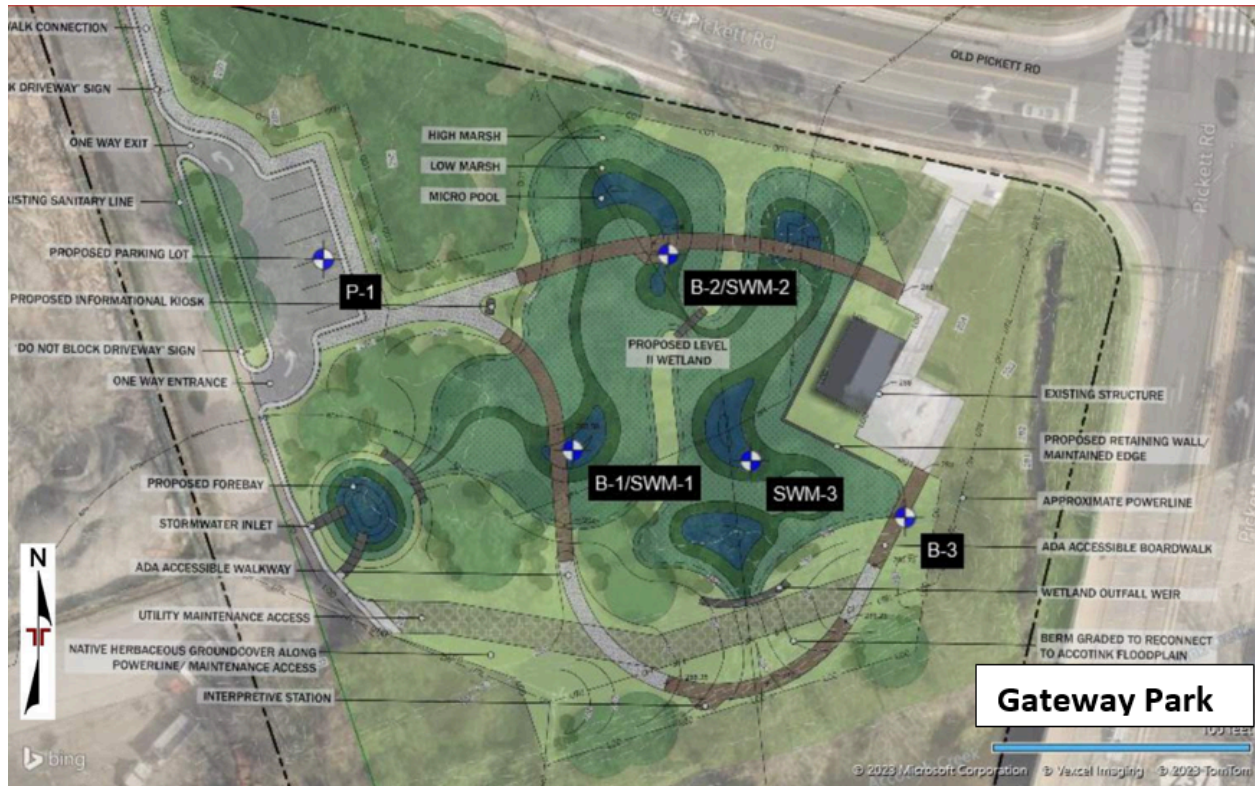 WALK CONNECTION
K DRIVEWAY' SIGN
ONE WAY EXIT
XISTING SANITARY LINE
PROPOSED PARKING LOT
PROPOSED INFORMATIONAL KIOSK
'DO NOT BLOCK DRIVEWAY' SIGN
ONE WAY ENTRANCE
PROPOSED FOREBAY
STORMWATER INLET
ADA ACCESSIBLE WALKWAY
UTILITY MAINTENANCE ACCESS
NATIVE HERBACEOUS GROUNDCOVER ALONG
POWERLINE/ MAINTENANCE ACCESS
INTERPRETIVE STATION
HIGH MARSH
LOW MARSH
MICRO POOL
P-1
B-2/SWM-2
PROPOSED LEVEL
II WETLAND
B-1/SWM-1
SWM-3
B-3
Old Pickett Rd
OLD PICKETT RD
Pickett Rd
EXISTING STRUCTURE
PROPOSED RETAINING WALL/
MAINTAINED EDGE
APPROXIMATE POWERLINE
ADA ACCESSIBLE BOARDWALK
WETLAND OUTFALL WEIR
BERM GRADED TO RECONNECT
TO ACCOTINK FLOODPLAIN
Gateway Park
100 feet
N
bing
© 2023 Microsoft Corporation © Vexcel Imaging © 2023 TomTom